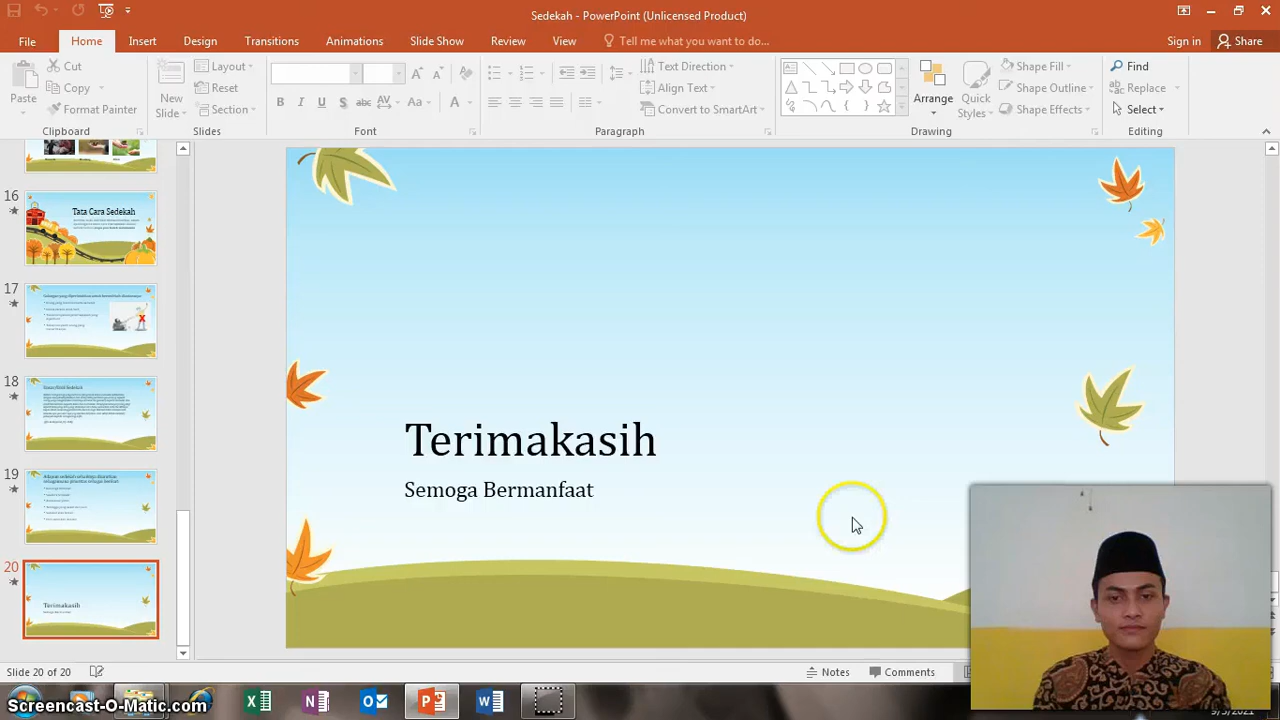 Sedekah - PowerPoint (Unlicensed Product)
File Home Insert Design Transitions Animations Slide Show Review View Tell me what you want to do... Sign in Share
Paste Cut Copy Format Painter
New Slide Layout Reset Section
B I U S abc AV Aa A
Text Direction Align Text Convert to SmartArt
Arrange Quick Styles Shape Fill Shape Outline Shape Effects
Find Replace Select
Clipboard Slides Font Paragraph Drawing Editing
16
Tata Cara Sedekah
17
18
19
20
Terimakasih
Terimakasih
Semoga Bermanfaat
Slide 20 of 20 Notes Comments
Screencast-O-Matic.com